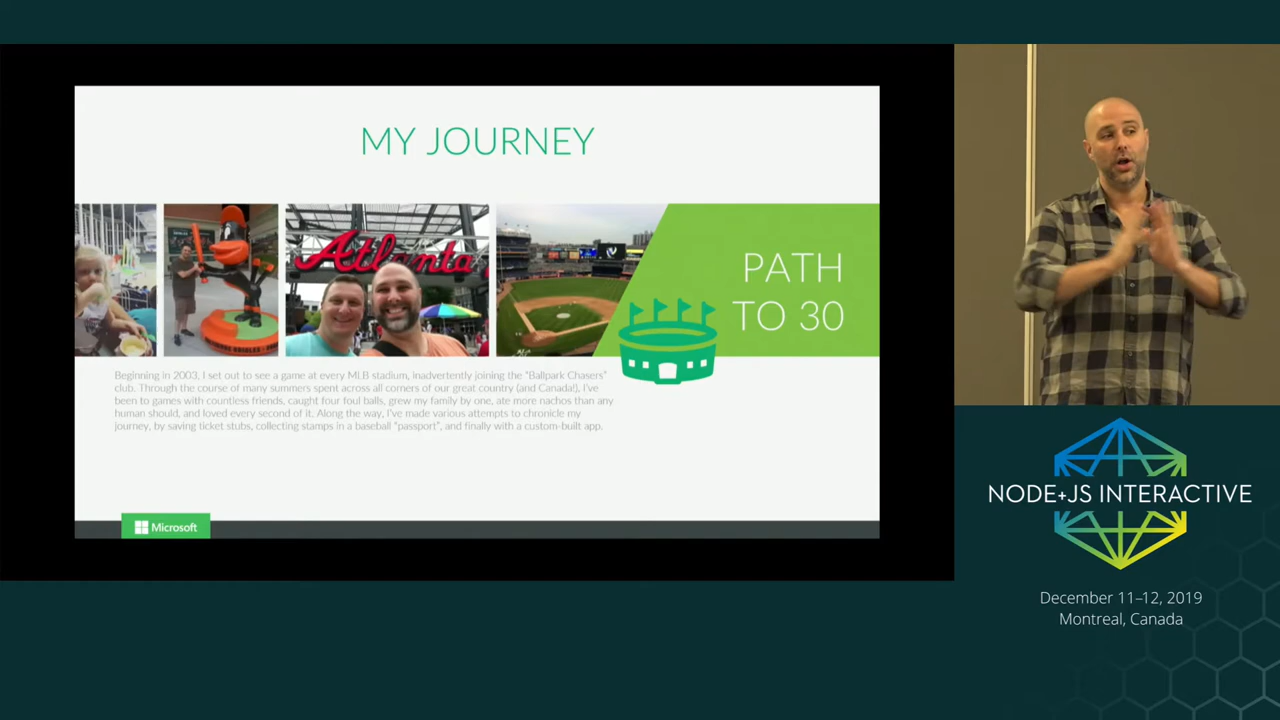 MY JOURNEY
Atlanta
PATH
TO 30
Beginning in 2003, I set out to see a game at every MLB stadium, inadvertently joining the "Ballpark Chasers"
club. Through the course of many summers spent across all corners of our great country (and Canada!), I've
been to games with countless friends, caught four foul balls, grew my family by one, ate more nachos than any
human should, and loved every second of it. Along the way, I've made various attempts to chronicle my
journey, by saving ticket stubs, collecting stamps in a baseball "passport", and finally with a custom-built app.
Microsoft
NODE+JS INTERACTIVE
December 11–12, 2019
Montreal, Canada